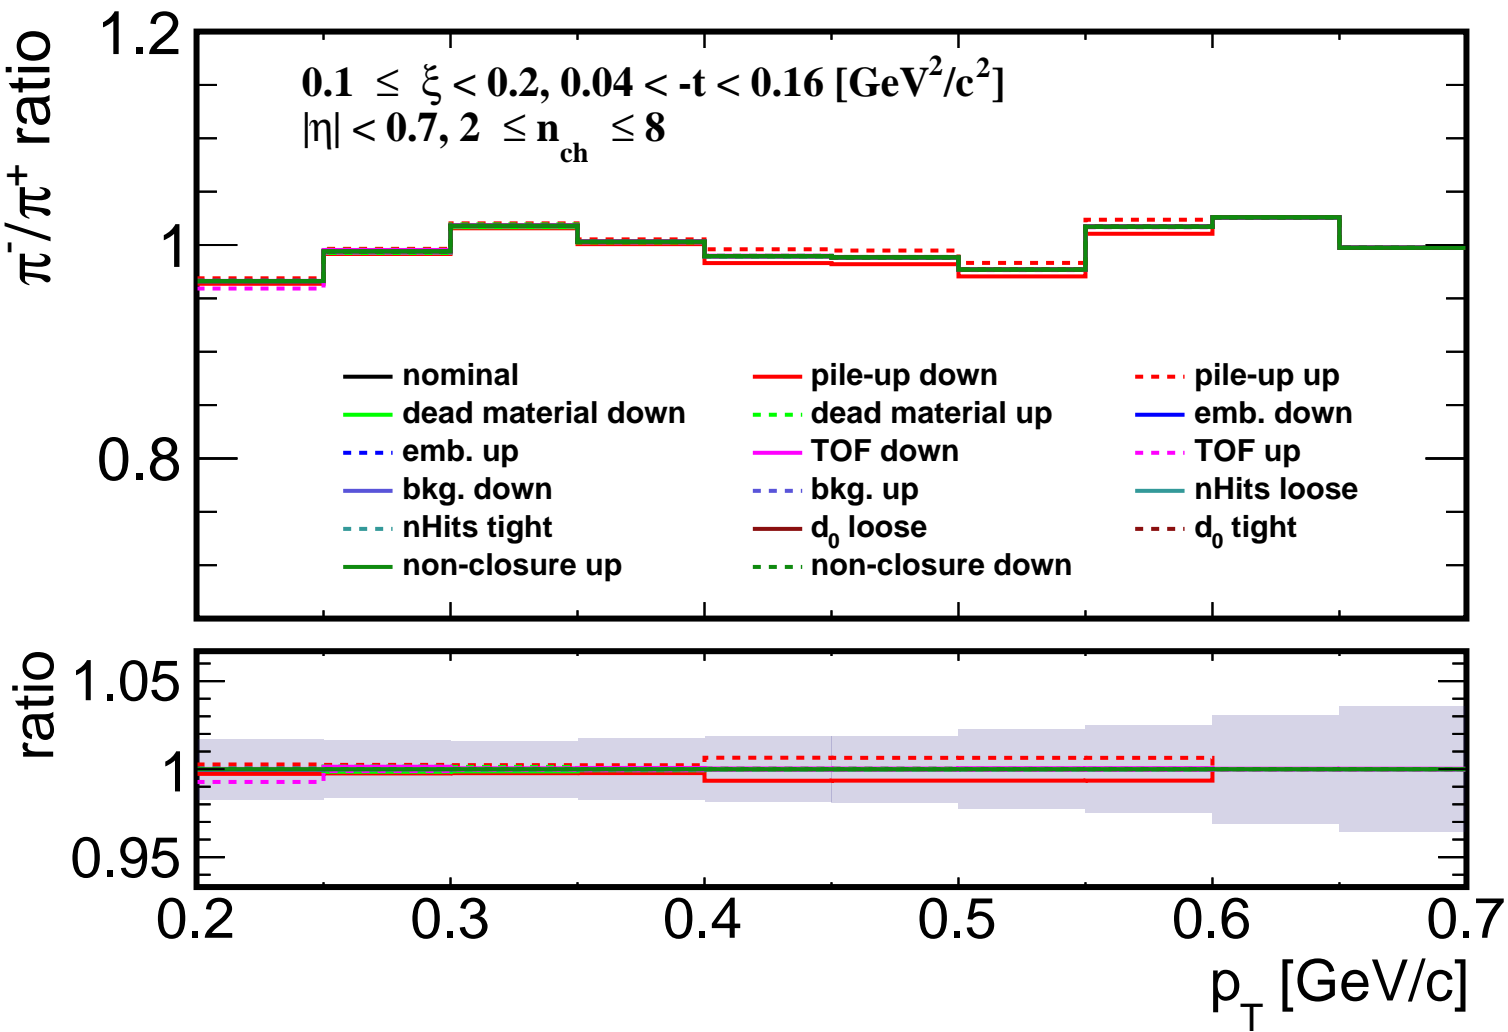 π⁻/π⁺ ratio
1.2
1
0.8
0.1 ≤ ξ < 0.2, 0.04 < -t < 0.16 [GeV²/c²]
|η| < 0.7, 2 ≤ n_ch ≤ 8
nominal pile-up down pile-up up
dead material down dead material up emb. down
emb. up TOF down TOF up
bkg. down bkg. up nHits loose
nHits tight d₀ loose d₀ tight
non-closure up non-closure down
ratio
1.05
1
0.95
0.2 0.3 0.4 0.5 0.6 0.7
p_T [GeV/c]